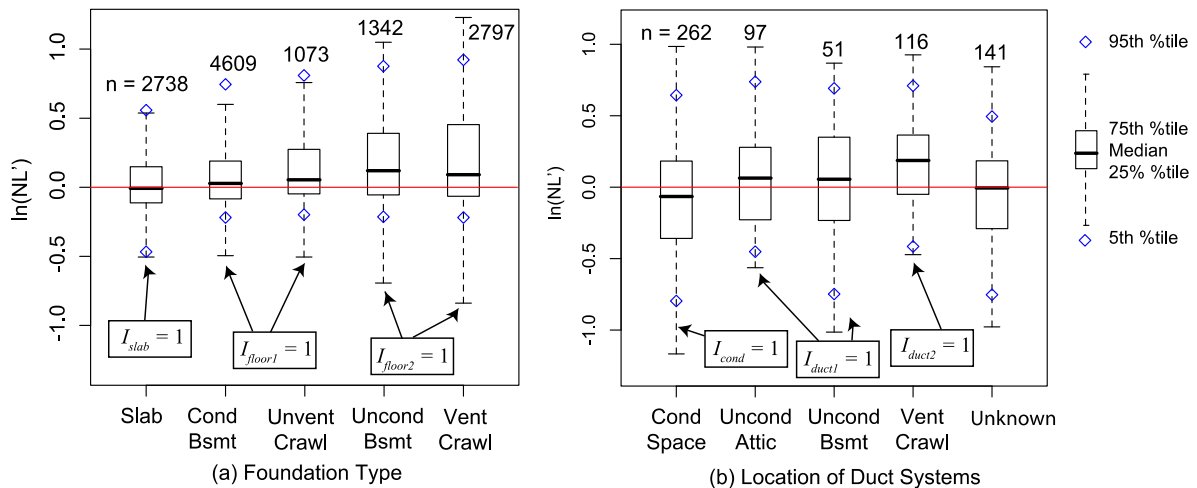 n = 2738
4609
1073
1342
2797
ln(NL')
1.0
0.5
0.0
-0.5
-1.0
I_slab = 1
I_floor1 = 1
I_floor2 = 1
Slab
Cond Bsmt
Unvent Crawl
Uncond Bsmt
Vent Crawl
(a) Foundation Type
n = 262
97
51
116
141
ln(NL')
1.0
0.5
0.0
-0.5
-1.0
I_cond = 1
I_duct1 = 1
I_duct2 = 1
Cond Space
Uncond Attic
Uncond Bsmt
Vent Crawl
Unknown
(b) Location of Duct Systems
95th %tile
75th %tile
Median
25% %tile
5th %tile